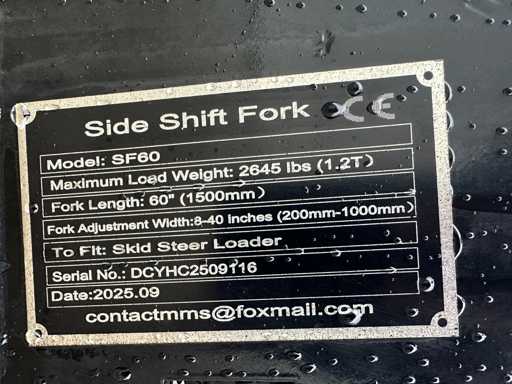 Side Shift Fork CE
Model: SF60
Maximum Load Weight: 2645 lbs (1.2T)
Fork Length: 60" (1500mm)
Fork Adjustment Width:8-40 inches (200mm-1000mm)
To Fit: Skid Steer Loader
Serial No.: DCYHC2509116
Date:2025.09
contactmms@foxmail.com